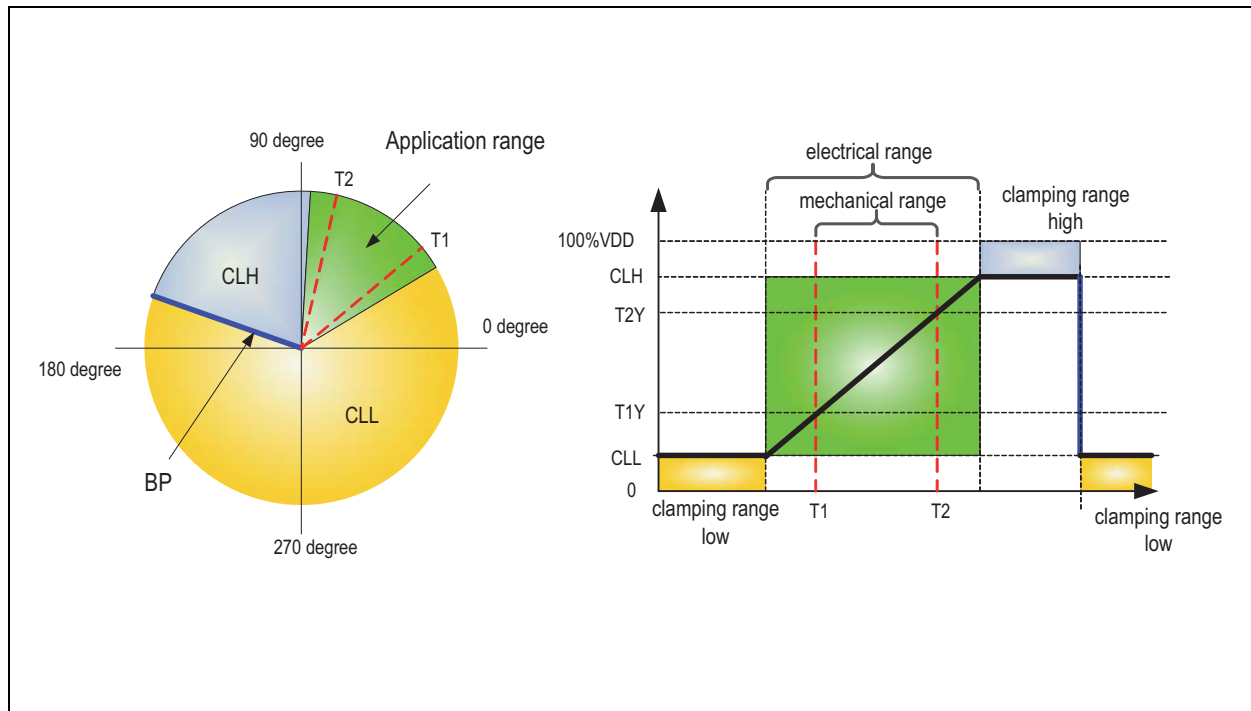 90 degree
Application range
T2
T1
CLH
0 degree
180 degree
CLL
BP
270 degree
electrical range
mechanical range
clamping range
high
100%VDD
CLH
T2Y
T1Y
CLL
0
clamping range
low
T1
T2
clamping range
low